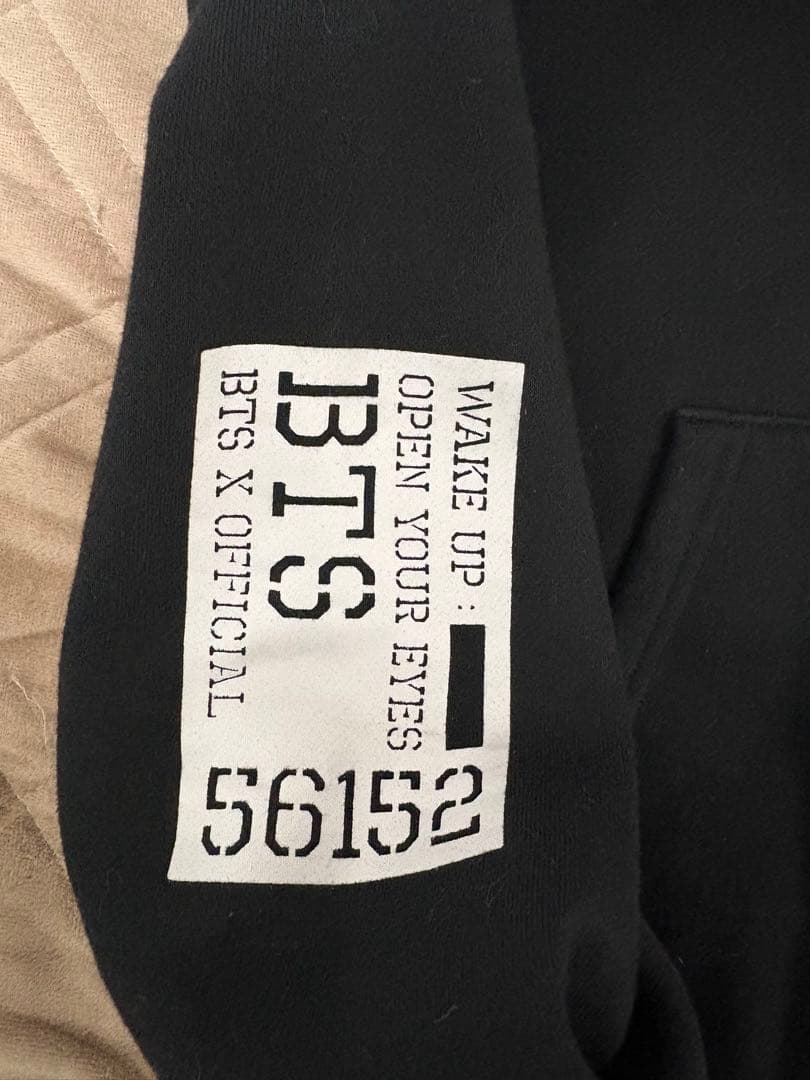 WAKE UP :
OPEN YOUR EYES
BTS
BTS X OFFICIAL
56152